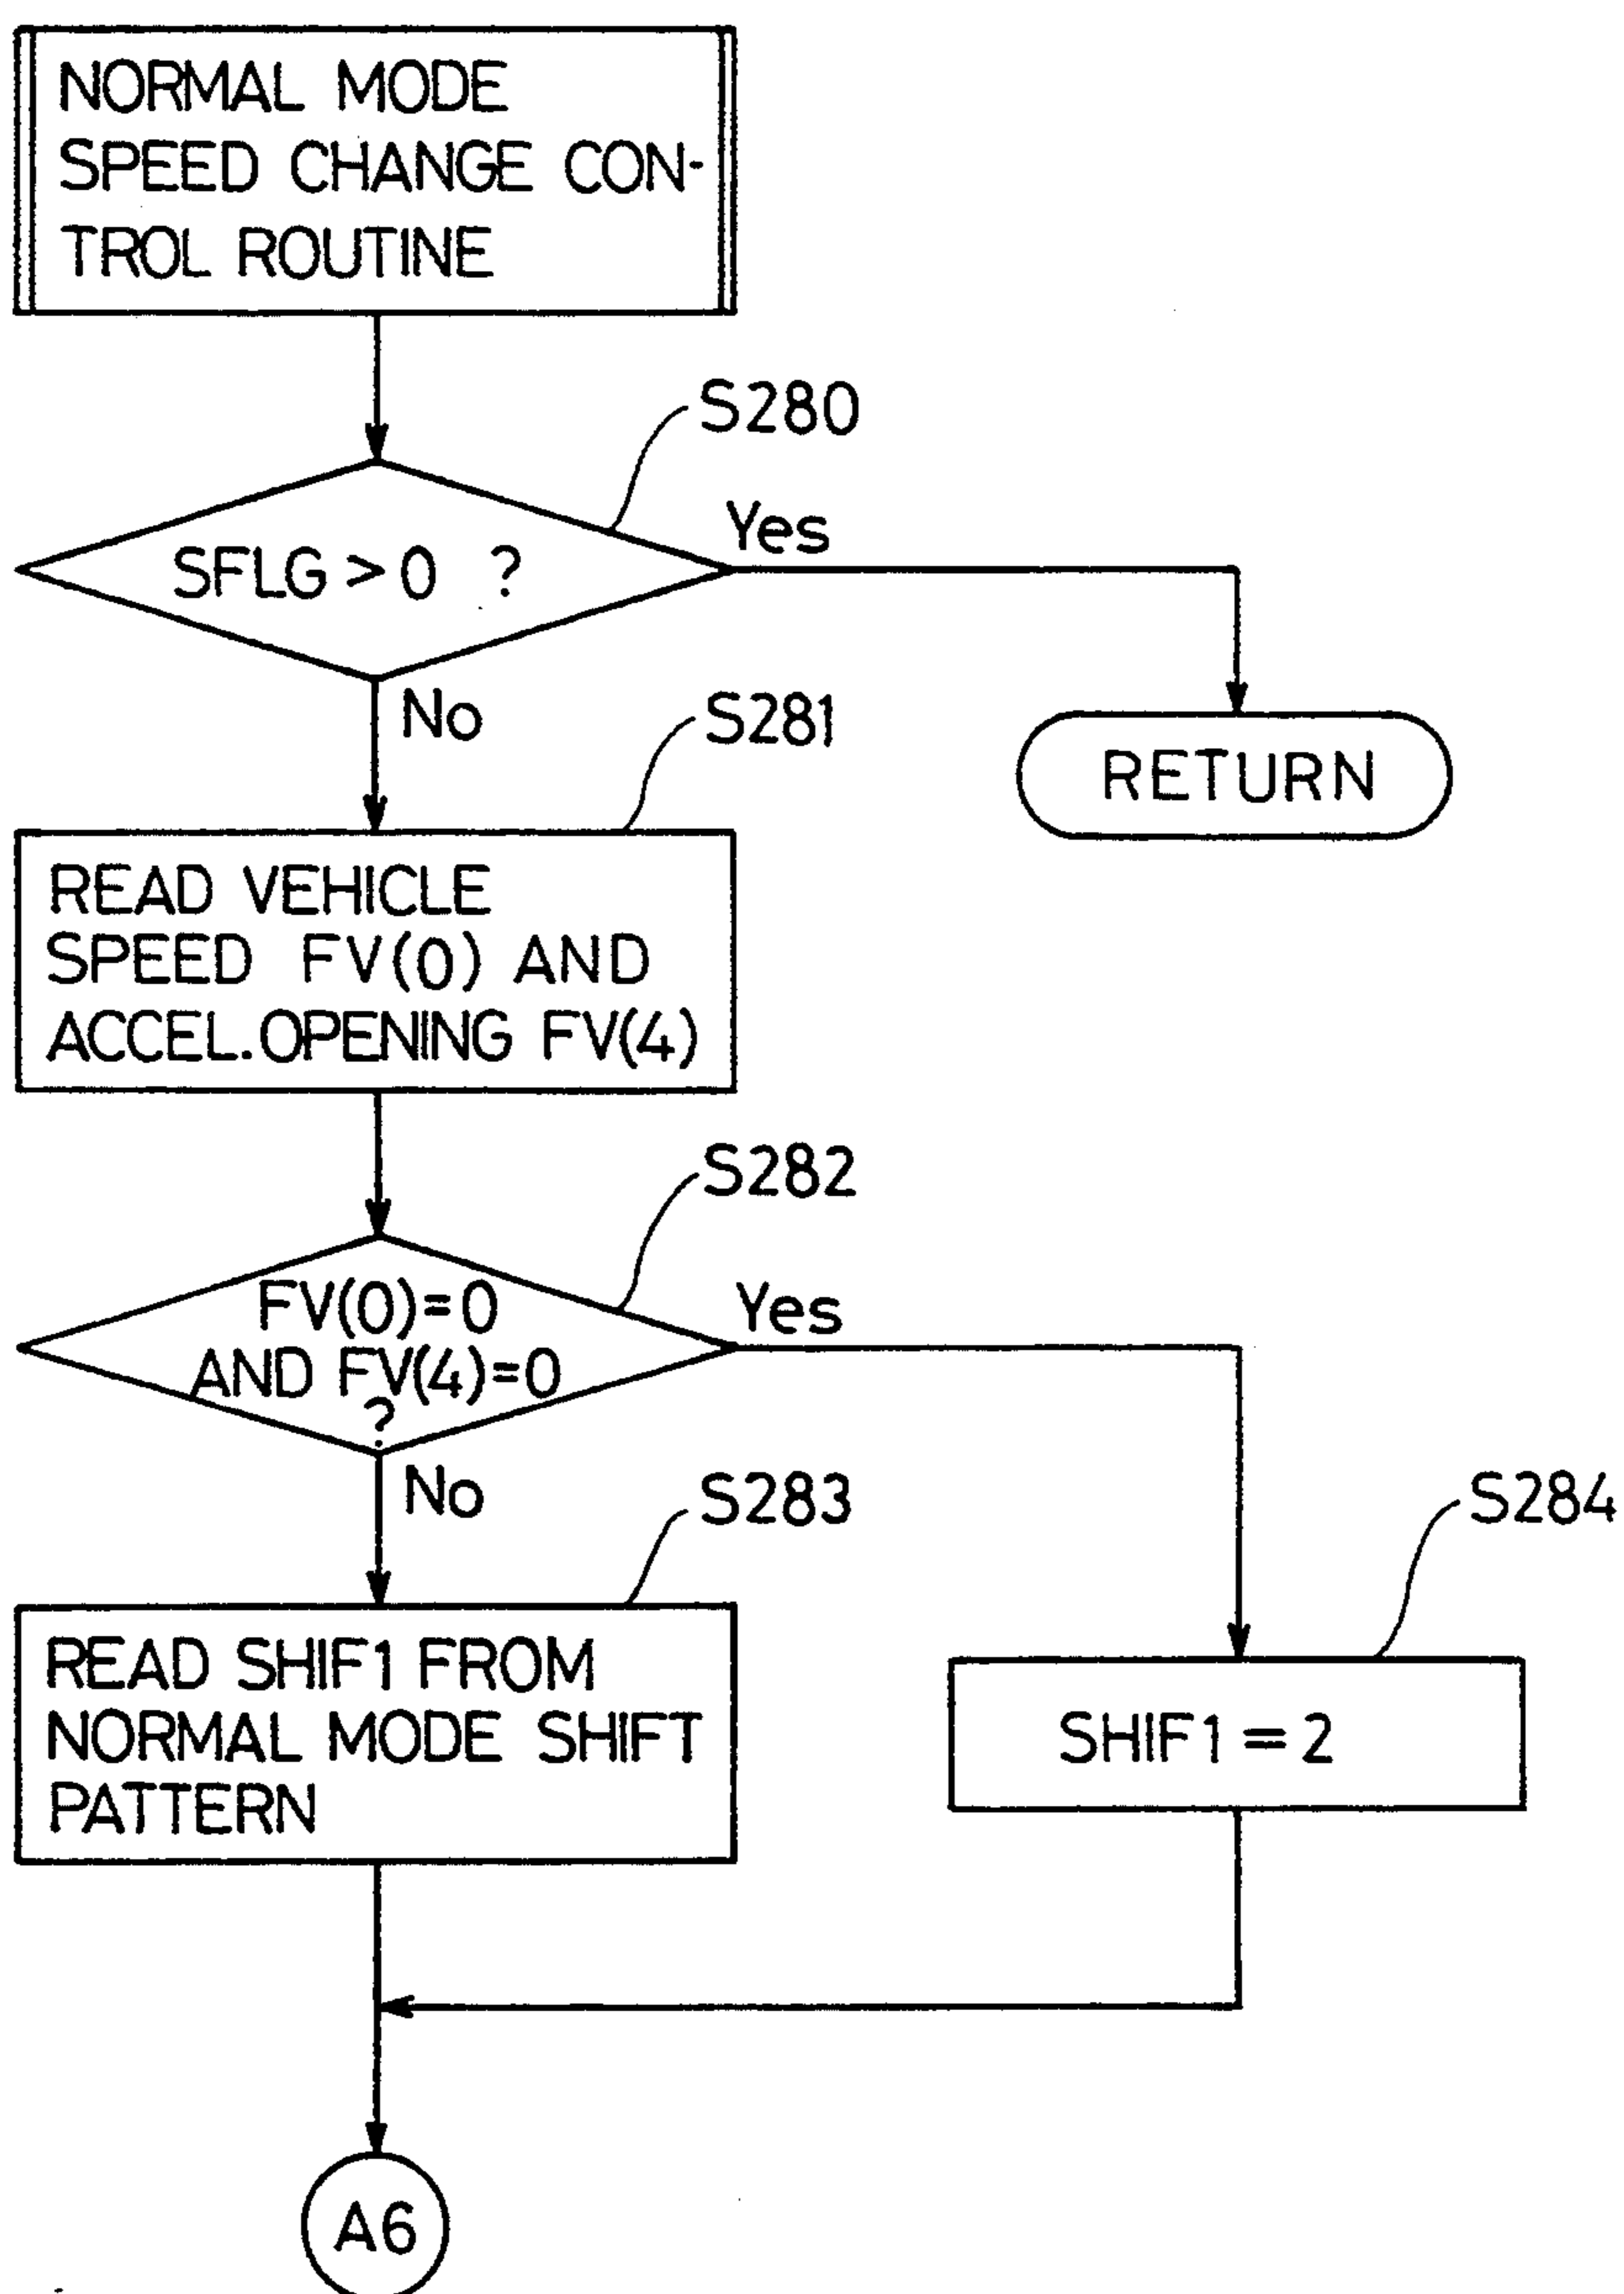 NORMAL MODE
SPEED CHANGE CON-
TROL ROUTINE
S280
SFLG > 0 ?
Yes
No
RETURN
S281
READ VEHICLE
SPEED FV(0) AND
ACCEL.OPENING FV(4)
S282
FV(0)=0
AND FV(4)=0
?
Yes
No
S283
READ SHIF1 FROM
NORMAL MODE SHIFT
PATTERN
S284
SHIF1 = 2
A6